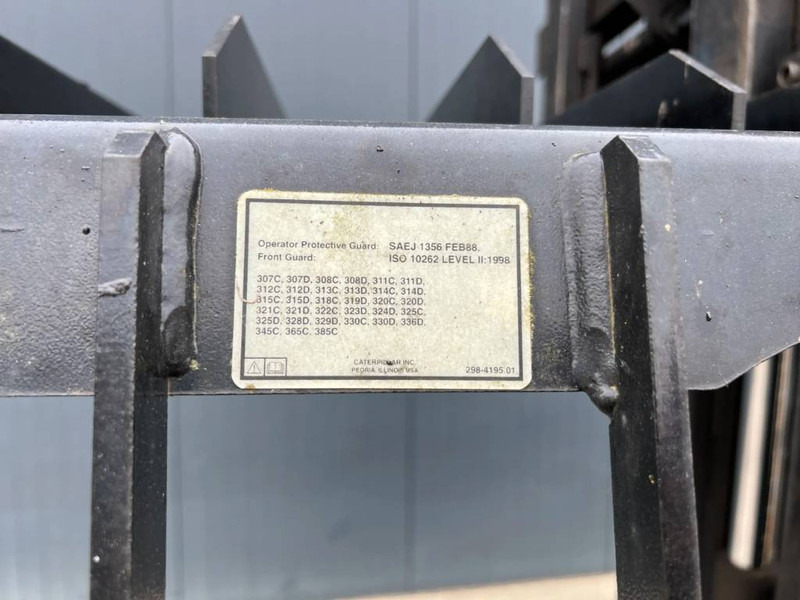 Operator Protective Guard: SAEJ 1356 FEB88,
Front Guard: ISO 10262 LEVEL II:1998
307C, 307D, 308C, 308D, 311C, 311D,
312C, 312D, 313C, 313D, 314C, 314D,
315C, 315D, 318C, 319D, 320C, 320D,
321C, 321D, 322C, 323D, 324D, 325C,
325D, 328D, 329D, 330C, 330D, 336D,
345C, 365C, 385C
CATERPILLAR INC.
PEORIA, ILLINOIS USA
298-4195 01